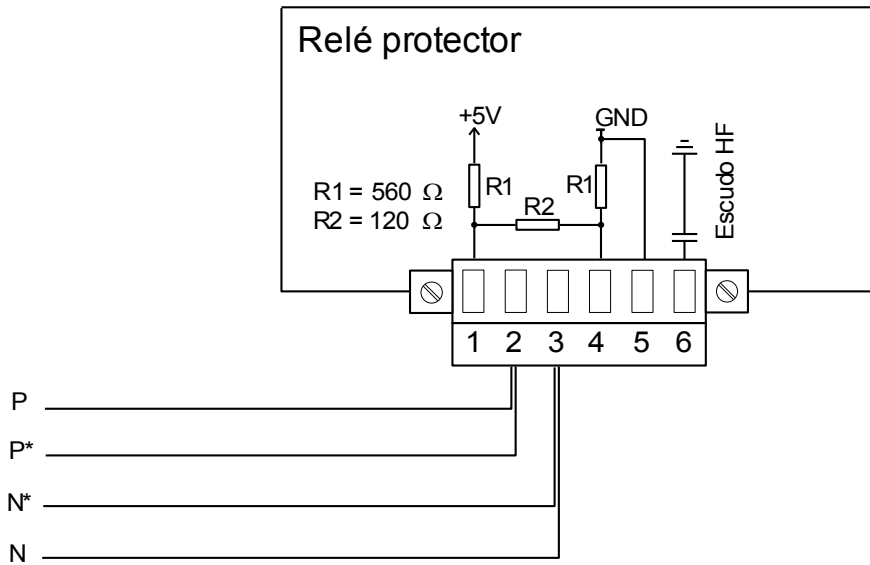 Relé protector
+5V
GND
R1 = 560 Ω
R2 = 120 Ω
R1
R2
R1
Escudo HF
1 2 3 4 5 6
P
P*
N*
N